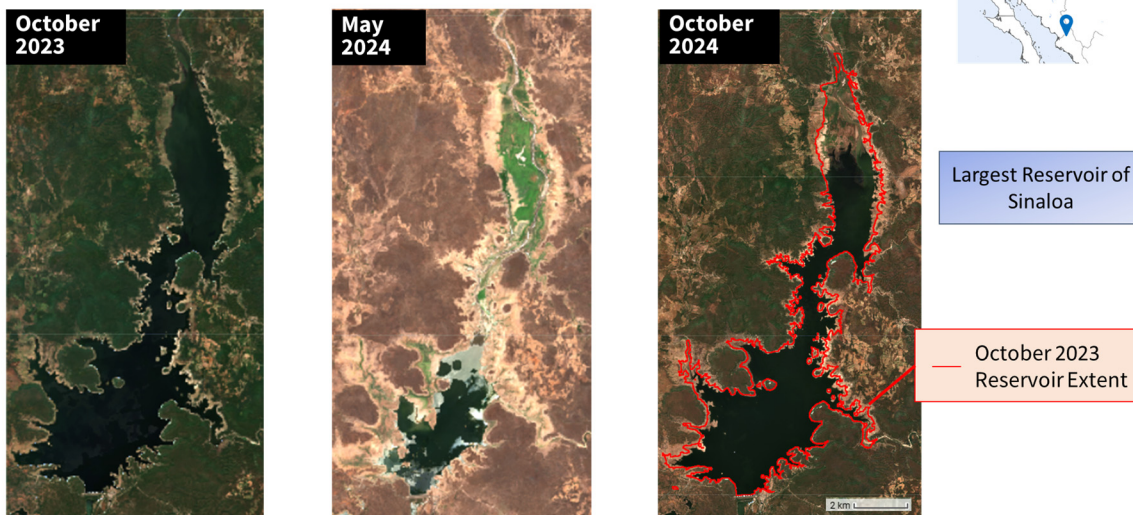 October
2023
May
2024
October
2024
Largest Reservoir of
Sinaloa
October 2023
Reservoir Extent
2 km